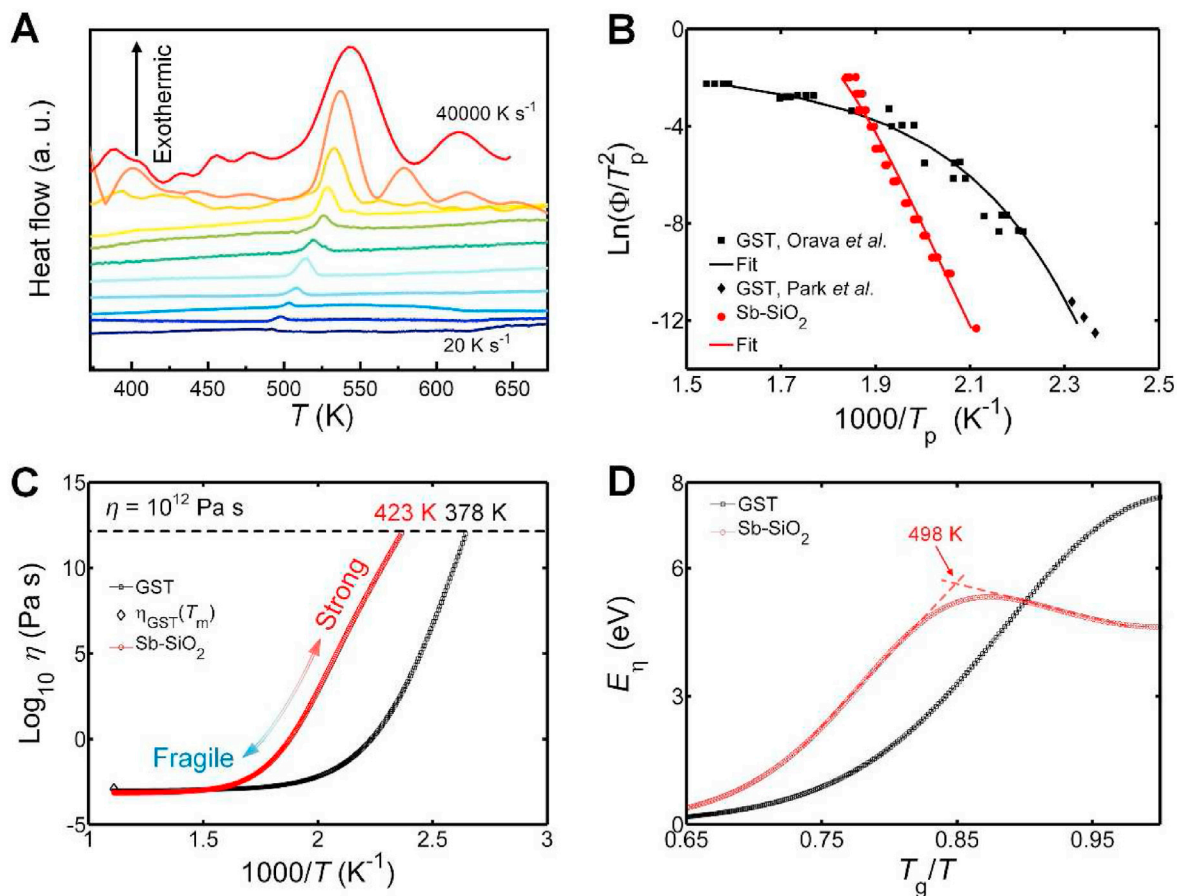 A
Exothermic
40000 K s⁻¹
20 K s⁻¹
Heat flow (a. u.)
400 450 500 550 600 650
T (K)
B
0
-4
-8
-12
Ln(Φ/Tₚ²)
GST, Orava et al.
Fit
GST, Park et al.
Sb-SiO₂
Fit
1.5 1.7 1.9 2.1 2.3 2.5
1000/Tₚ (K⁻¹)
C
15
10
5
0
-5
Log₁₀ η (Pa s)
η = 10¹² Pa s
423 K 378 K
GST
η_GST(Tₘ)
Sb-SiO₂
Strong
Fragile
1 1.5 2 2.5 3
1000/T (K⁻¹)
D
8
6
3
0
E_η (eV)
GST
Sb-SiO₂
498 K
0.65 0.75 0.85 0.95
T_g/T